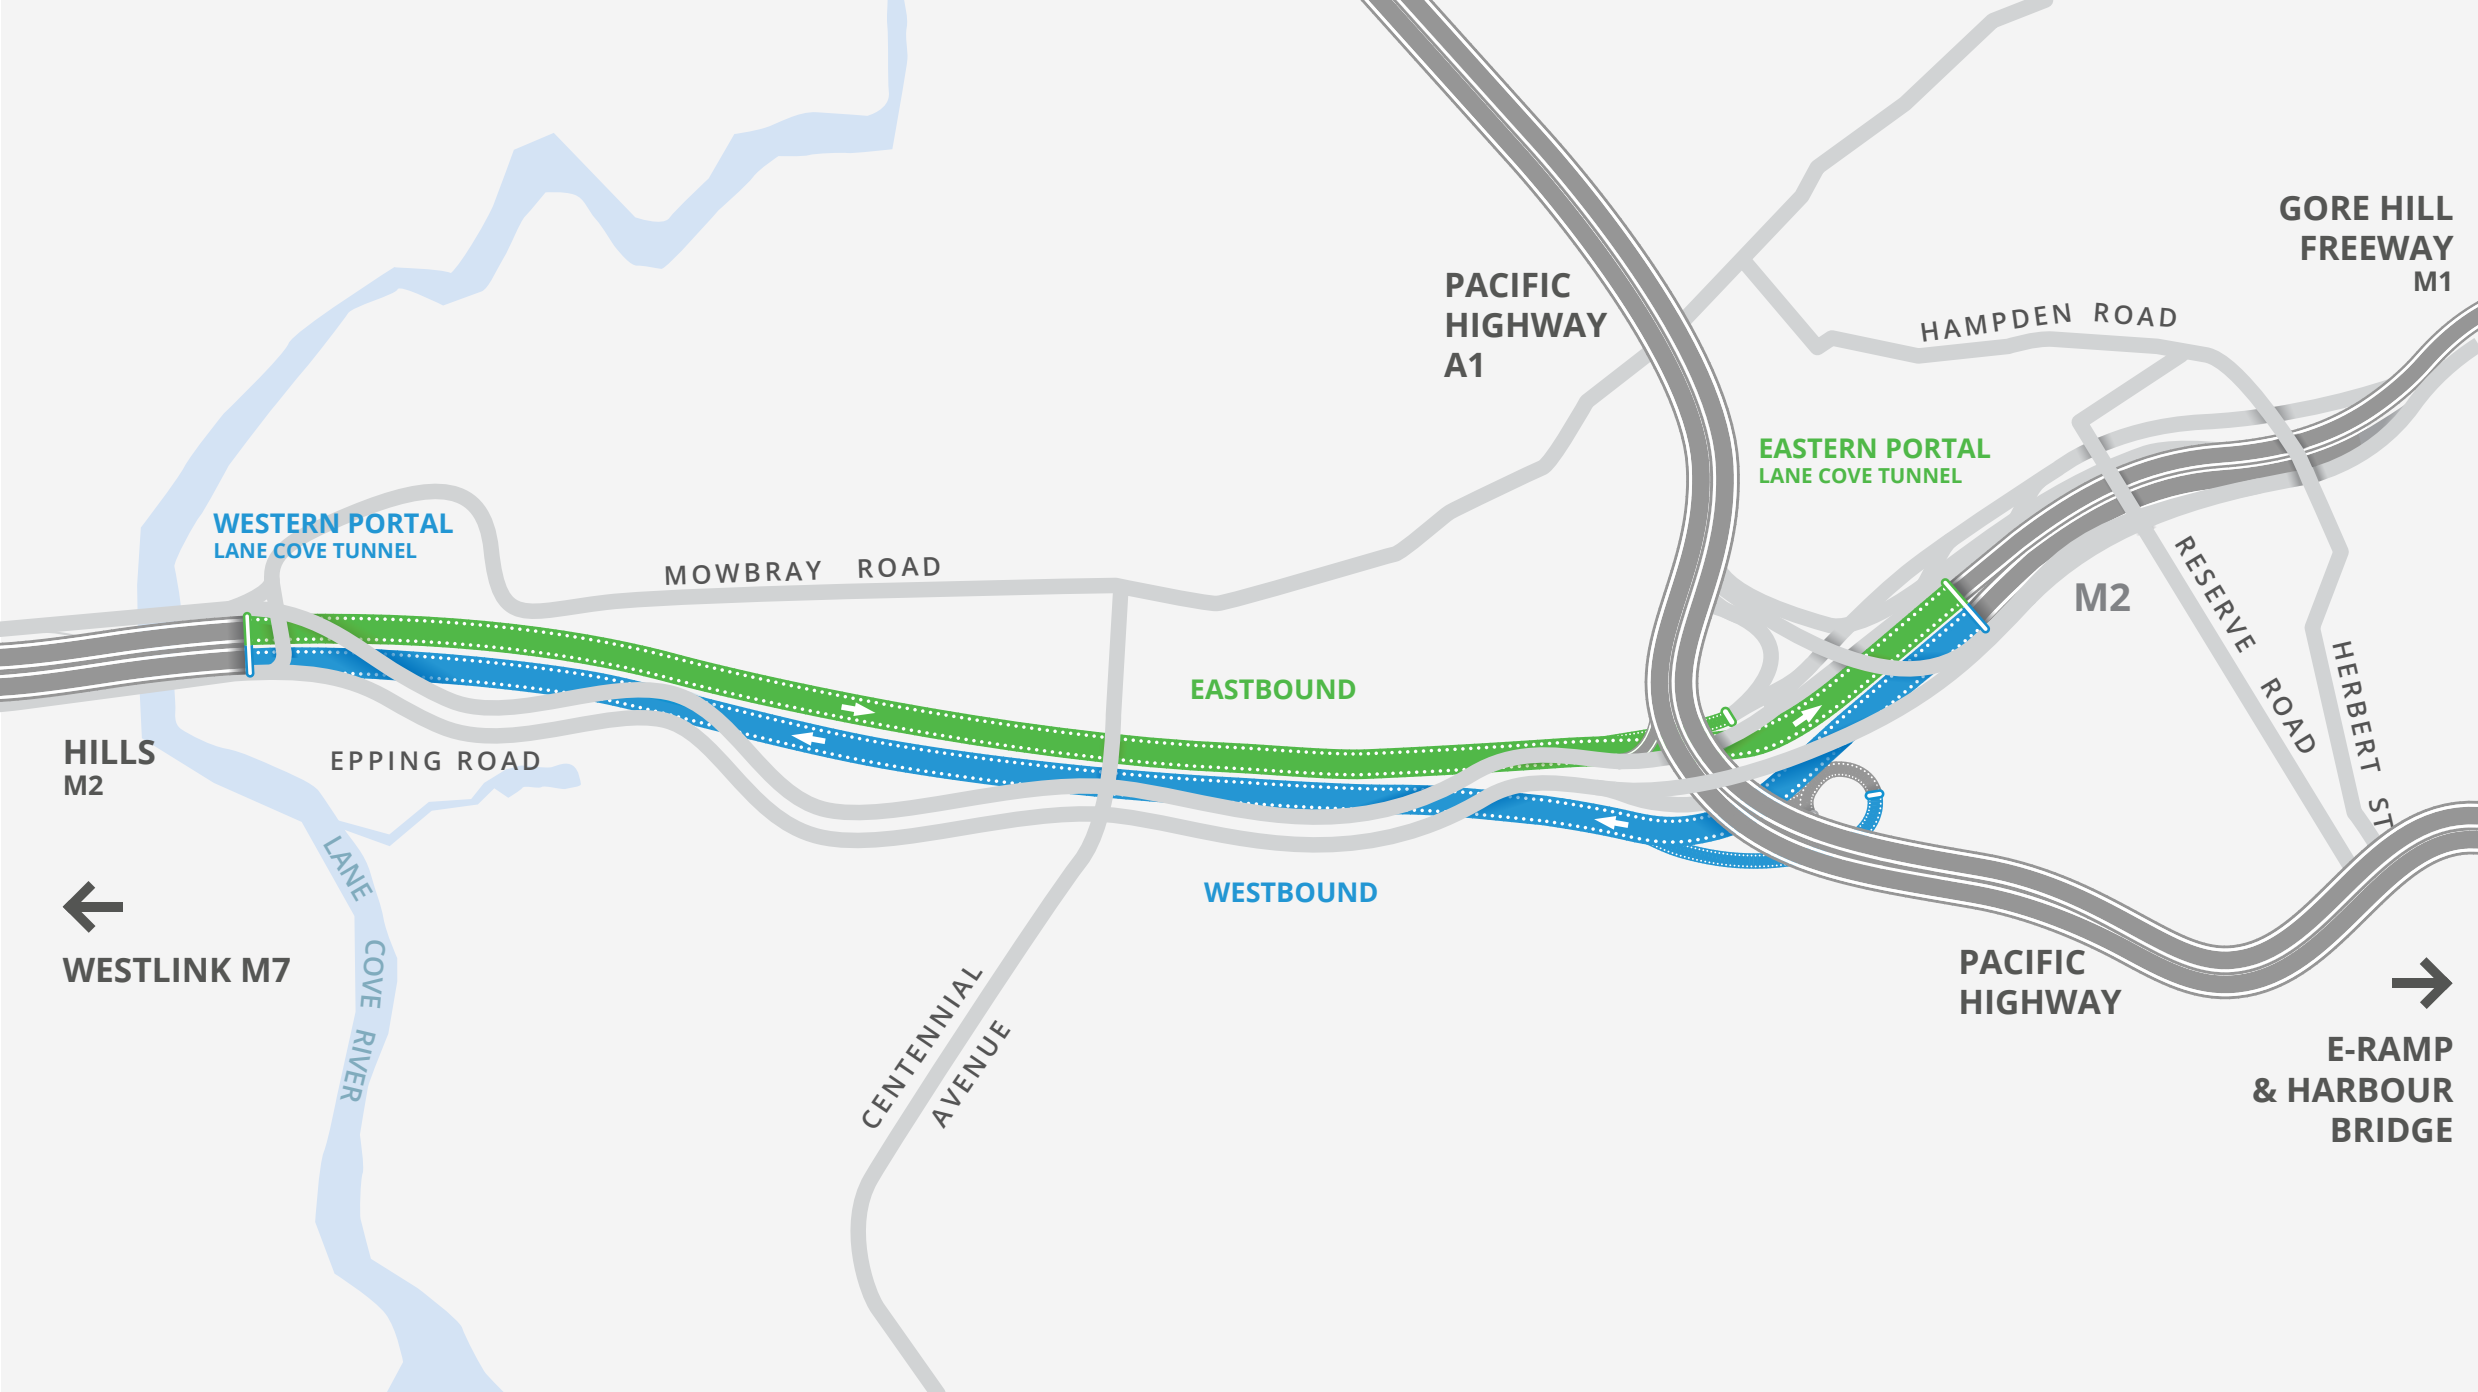 GORE HILL
FREEWAY
M1
PACIFIC
HIGHWAY
A1
HAMPDEN ROAD
EASTERN PORTAL
LANE COVE TUNNEL
WESTERN PORTAL
LANE COVE TUNNEL
MOWBRAY ROAD
M2
RESERVE ROAD
HERBERT ST
EASTBOUND
HILLS
M2
EPPING ROAD
LANE COVE RIVER
WESTBOUND
WESTLINK M7
CENTENNIAL
AVENUE
PACIFIC
HIGHWAY
E-RAMP
& HARBOUR
BRIDGE